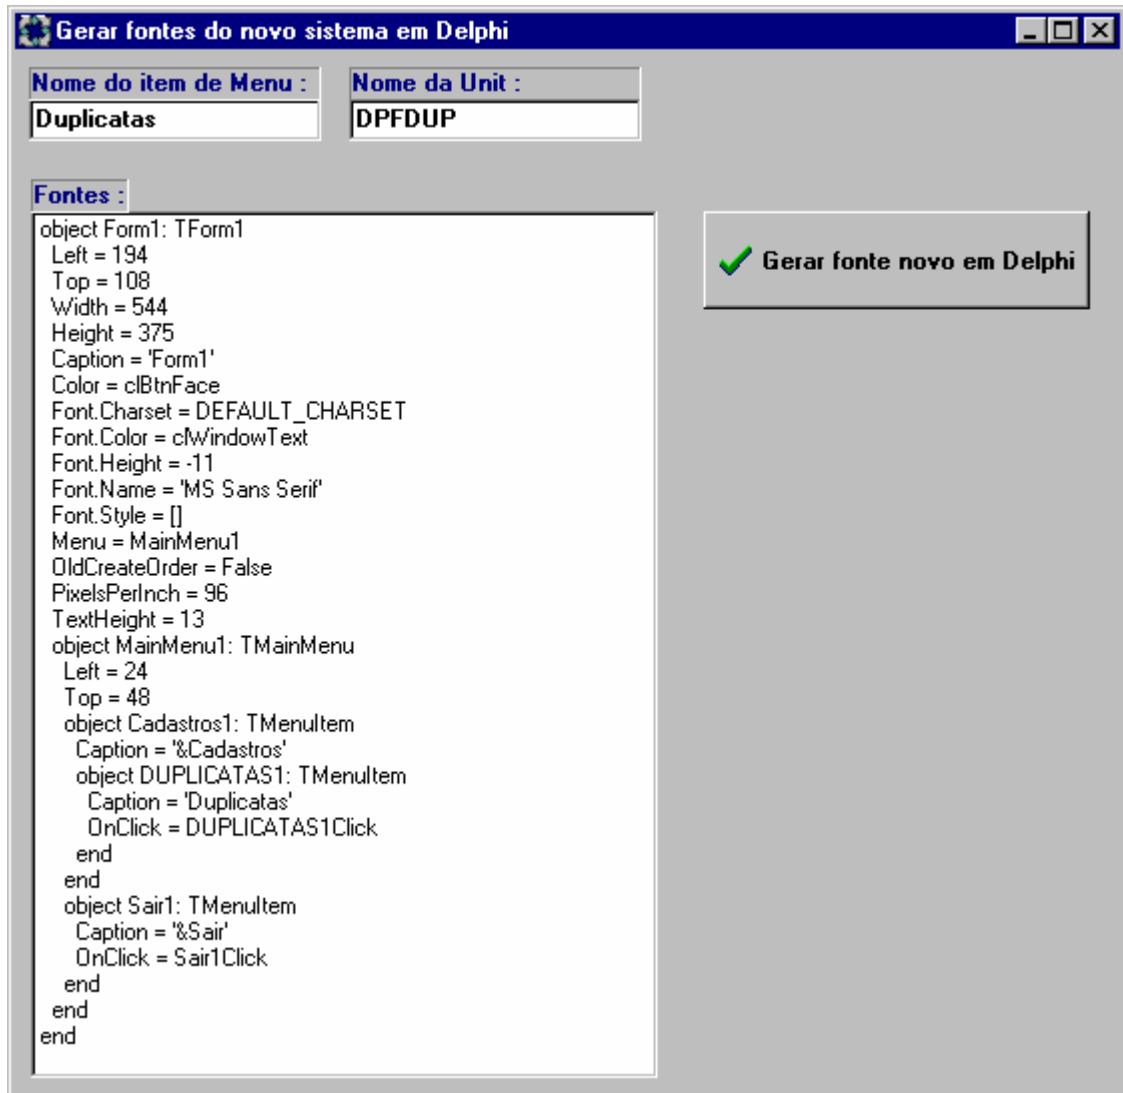 Gerar fontes do novo sistema em Delphi
Nome do item de Menu :
Nome da Unit :
Duplicatas
DPFDUP
Fontes :
object Form1: TForm1
  Left = 194
  Top = 108
  Width = 544
  Height = 375
  Caption = 'Form1'
  Color = clBtnFace
  Font.Charset = DEFAULT_CHARSET
  Font.Color = clWindowText
  Font.Height = -11
  Font.Name = 'MS Sans Serif'
  Font.Style = []
  Menu = MainMenu1
  OldCreateOrder = False
  PixelsPerInch = 96
  TextHeight = 13
  object MainMenu1: TMainMenu
    Left = 24
    Top = 48
    object Cadastros1: TMenuItem
      Caption = '&Cadastros'
      object DUPLICATAS1: TMenuItem
        Caption = 'Duplicatas'
        OnClick = DUPLICATAS1Click
      end
    end
    object Sair1: TMenuItem
      Caption = '&Sair'
      OnClick = Sair1Click
    end
  end
end
Gerar fonte novo em Delphi